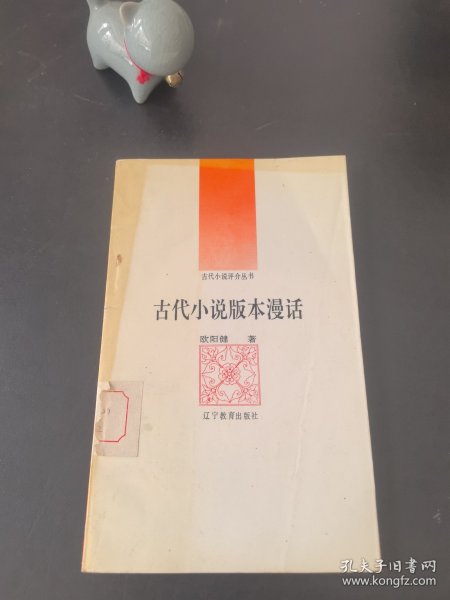 古代小说评介丛书
古代小说版本漫话
欧阳健 著
辽宁教育出版社
孔夫子旧书网
www.kongfz.com